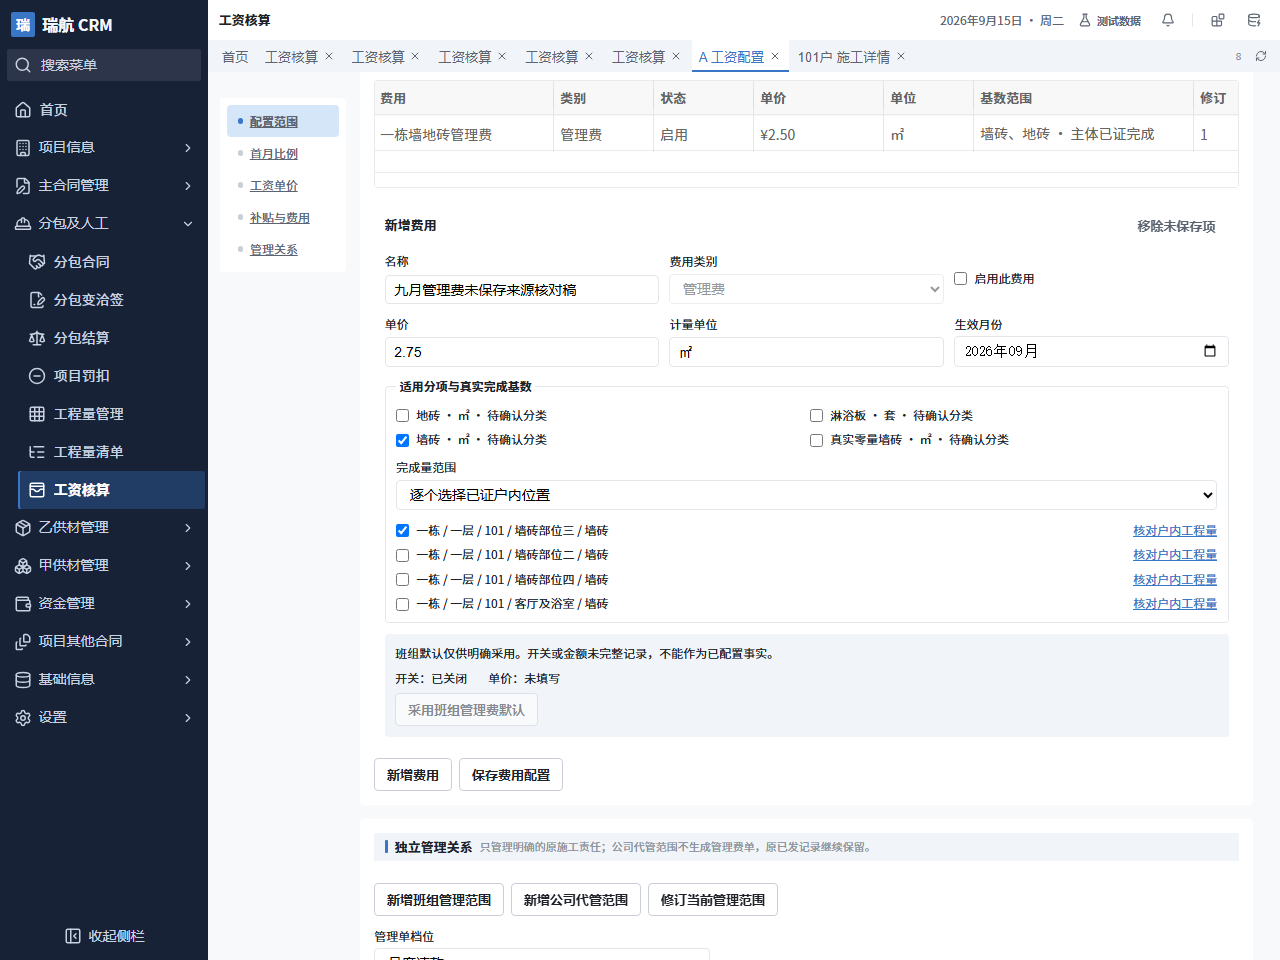 瑞 瑞航 CRM
搜索菜单
首页
项目信息
主合同管理
分包及人工
分包合同
分包变洽签
分包结算
项目罚扣
工程量管理
工程量清单
工资核算
乙供材管理
甲供材管理
资金管理
项目其他合同
基础信息
设置
收起侧栏
工资核算
2026年9月15日 · 周二 测试数据
首页 工资核算 × 工资核算 × 工资核算 × 工资核算 × 工资核算 × A 工资配置 × 101户 施工详情 × 8
配置范围
首月比例
工资单价
补贴与费用
管理关系
费用 类别 状态 单价 单位 基数范围 修订
一栋墙地砖管理费 管理费 启用 ¥2.50 ㎡ 墙砖、地砖 · 主体已证完成 1
新增费用 移除未保存项
名称 费用类别
九月管理费未保存来源核对稿 管理费 启用此费用
单价 计量单位 生效月份
2.75 ㎡ 2026年09月
适用分项与真实完成基数
地砖 · ㎡ · 待确认分类 淋浴板 · 套 · 待确认分类
墙砖 · ㎡ · 待确认分类 真实零量墙砖 · ㎡ · 待确认分类
完成量范围
逐个选择已证户内位置
一栋 / 一层 / 101 / 墙砖部位三 / 墙砖 核对户内工程量
一栋 / 一层 / 101 / 墙砖部位二 / 墙砖 核对户内工程量
一栋 / 一层 / 101 / 墙砖部位四 / 墙砖 核对户内工程量
一栋 / 一层 / 101 / 客厅及浴室 / 墙砖 核对户内工程量
班组默认仅供明确采用。开关或金额未完整记录，不能作为已配置事实。
开关：已关闭 单价：未填写
采用班组管理费默认
新增费用 保存费用配置
独立管理关系 只管理明确的原施工责任；公司代管范围不生成管理费单，原已发记录继续保留。
新增班组管理范围 新增公司代管范围 修订当前管理范围
管理单档位